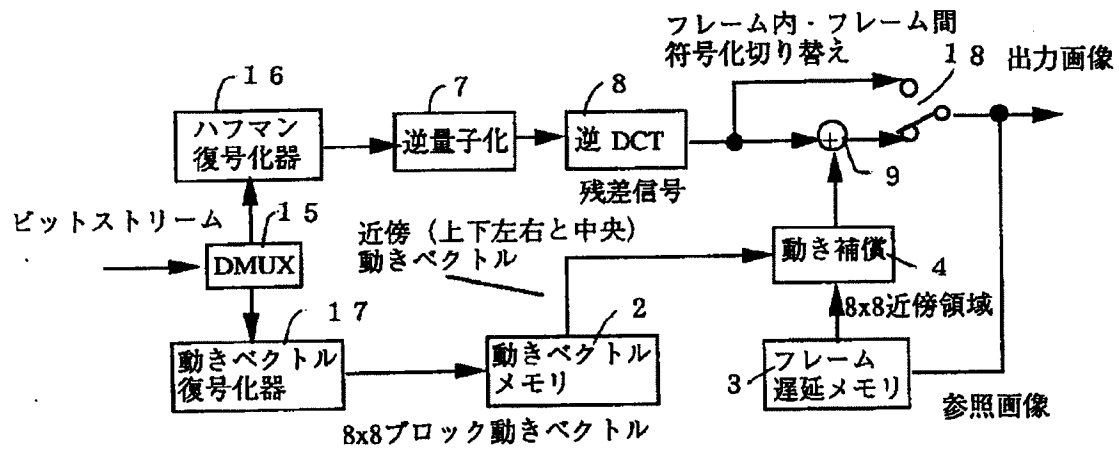 フレーム内・フレーム間
符号化切り替え
18
出力画像
16
ハフマン
復号化器
7
逆量子化
8
逆 DCT
残差信号
+
9
ビットストリーム
15
DMUX
近傍（上下左右と中央）
動きベクトル
動き補償
4
8x8近傍領域
17
動きベクトル
復号化器
2
動きベクトル
メモリ
8x8ブロック動きベクトル
3
フレーム
遅延メモリ
参照画像